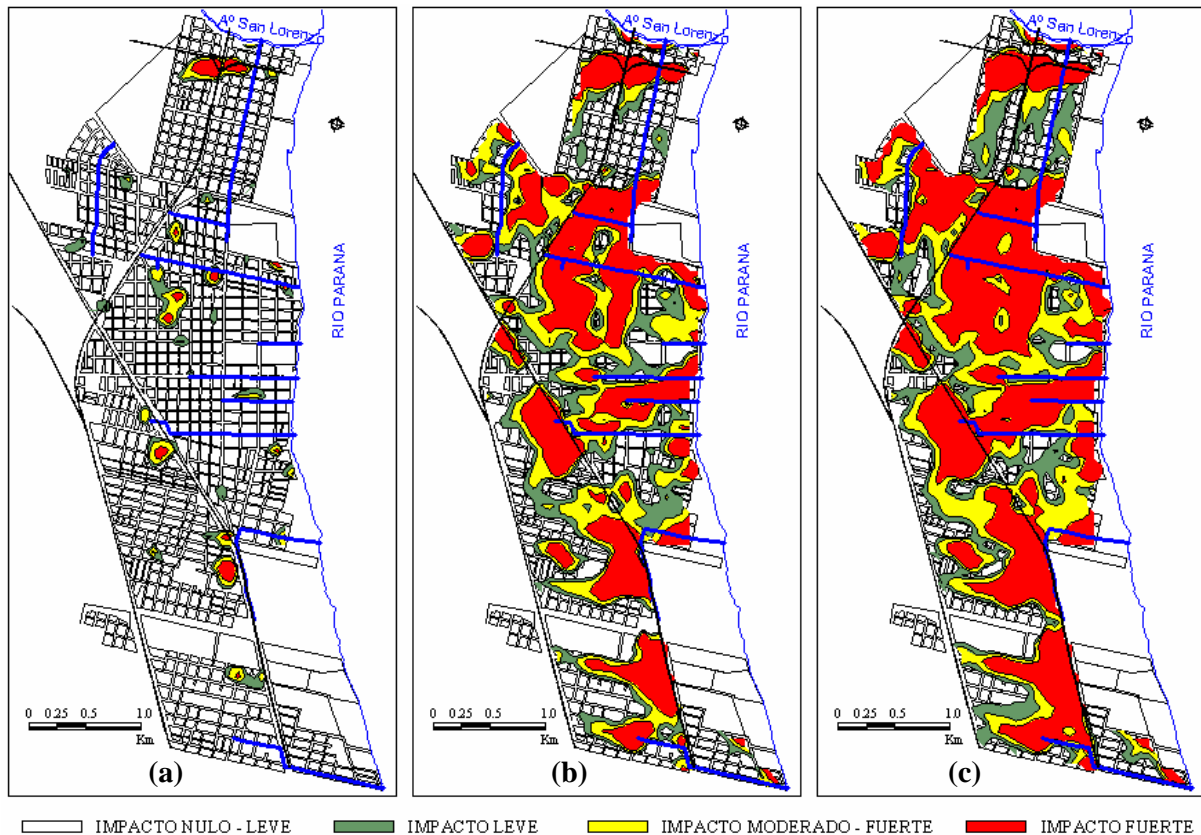 Aº San Lorenzo
RIO PARANA
0 0.25 0.5 1.0
Km
(a)
Aº San Lorenzo
RIO PARANA
0 0.25 0.5 1.0
Km
(b)
Aº San Lorenzo
RIO PARANA
0 0.25 0.5 1.0
Km
(c)
IMPACTO NULO - LEVE IMPACTO LEVE IMPACTO MODERADO - FUERTE IMPACTO FUERTE